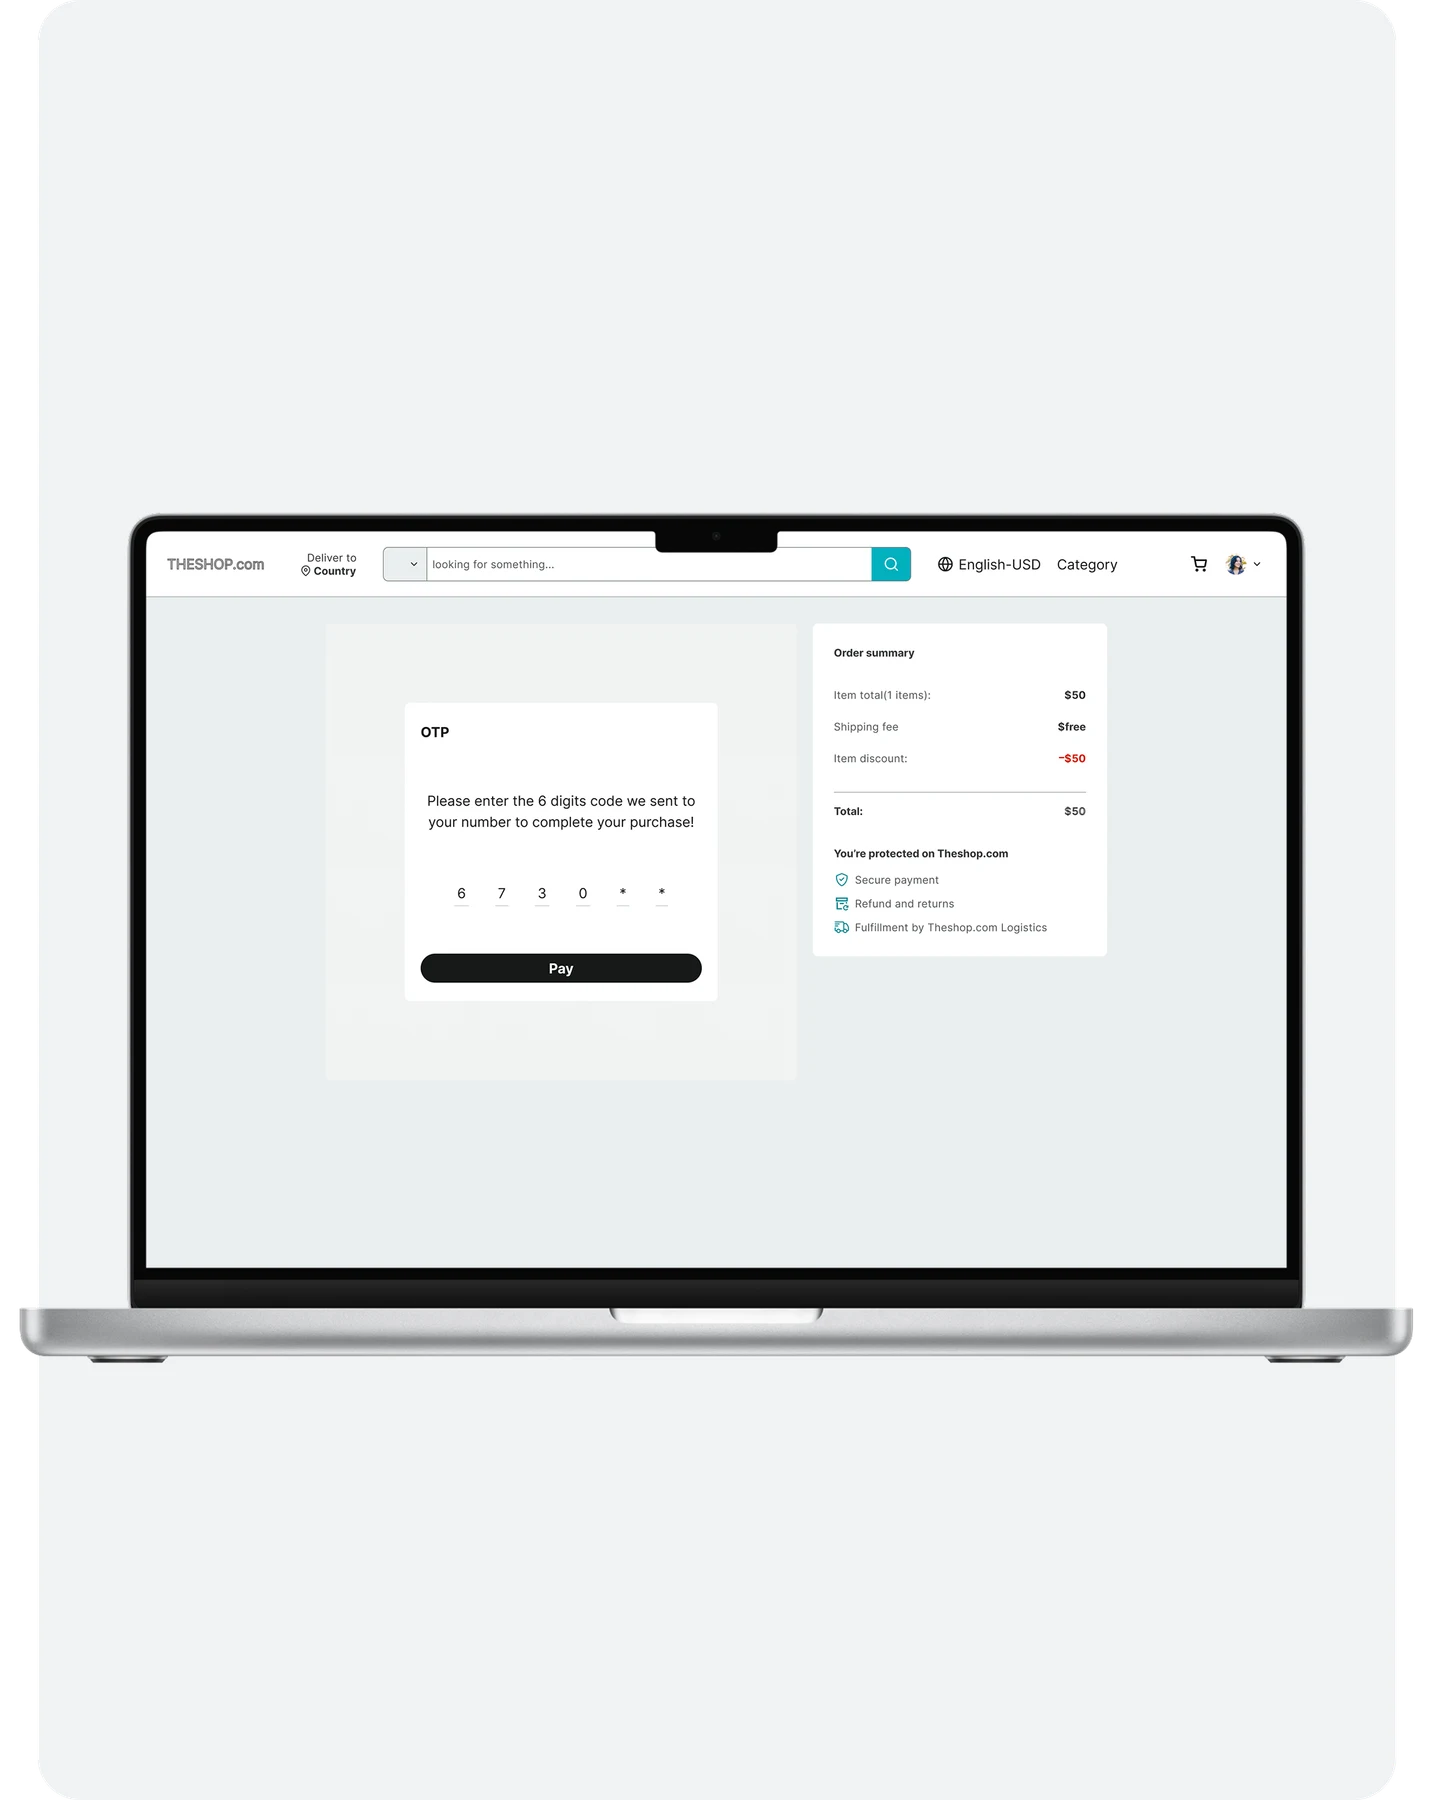 THESHOP.com
Deliver to
Country
looking for something...
English-USD
Category
OTP
Please enter the 6 digits code we sent to
your number to complete your purchase!
6 7 3 0 * *
Pay
Order summary
Item total(1 items): $50
Shipping fee $free
Item discount: -$50
Total: $50
You're protected on Theshop.com
Secure payment
Refund and returns
Fulfillment by Theshop.com Logistics